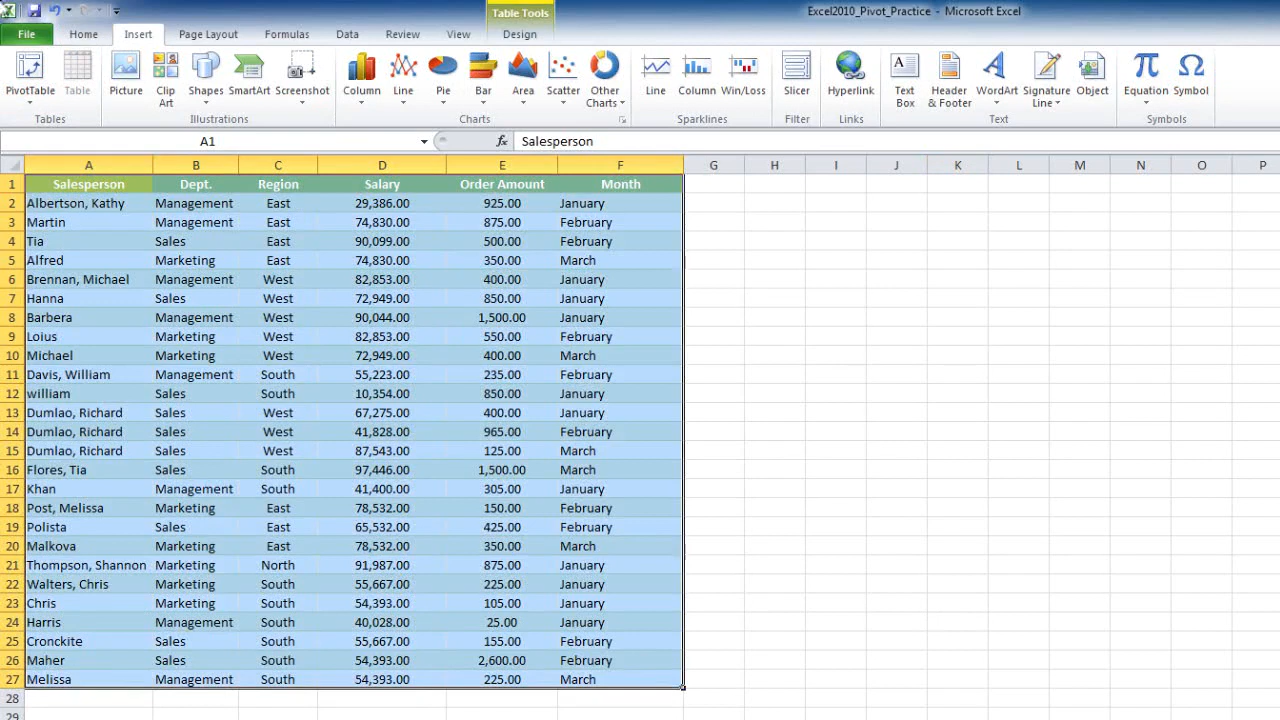 Table Tools
Excel2010_Pivot_Practice - Microsoft Excel
File Home Insert Page Layout Formulas Data Review View Design
PivotTable Table Picture Clip Art Shapes SmartArt Screenshot Column Line Pie Bar Area Scatter Other Charts Line Column Win/Loss Slicer Hyperlink Text Box Header & Footer WordArt Signature Line Object Equation Symbol
Tables Illustrations Charts Sparklines Filter Links Text Symbols
A1 fx Salesperson
A B C D E F G H I J K L M N O P
1 Salesperson Dept. Region Salary Order Amount Month
2 Albertson, Kathy Management East 29,386.00 925.00 January
3 Martin Management East 74,830.00 875.00 February
4 Tia Sales East 90,099.00 500.00 February
5 Alfred Marketing East 74,830.00 350.00 March
6 Brennan, Michael Management West 82,853.00 400.00 January
7 Hanna Sales West 72,949.00 850.00 January
8 Barbera Management West 90,044.00 1,500.00 January
9 Loius Marketing West 82,853.00 550.00 February
10 Michael Marketing West 72,949.00 400.00 March
11 Davis, William Management South 55,223.00 235.00 February
12 william Sales South 10,354.00 850.00 January
13 Dumlao, Richard Sales West 67,275.00 400.00 January
14 Dumlao, Richard Sales West 41,828.00 965.00 February
15 Dumlao, Richard Sales West 87,543.00 125.00 March
16 Flores, Tia Sales South 97,446.00 1,500.00 March
17 Khan Management South 41,400.00 305.00 January
18 Post, Melissa Marketing East 78,532.00 150.00 February
19 Polista Sales East 65,532.00 425.00 February
20 Malkova Marketing East 78,532.00 350.00 March
21 Thompson, Shannon Marketing North 91,987.00 875.00 January
22 Walters, Chris Marketing South 55,667.00 225.00 January
23 Chris Marketing South 54,393.00 105.00 January
24 Harris Management South 40,028.00 25.00 January
25 Cronckite Sales South 55,667.00 155.00 February
26 Maher Sales South 54,393.00 2,600.00 February
27 Melissa Management South 54,393.00 225.00 March
28
29